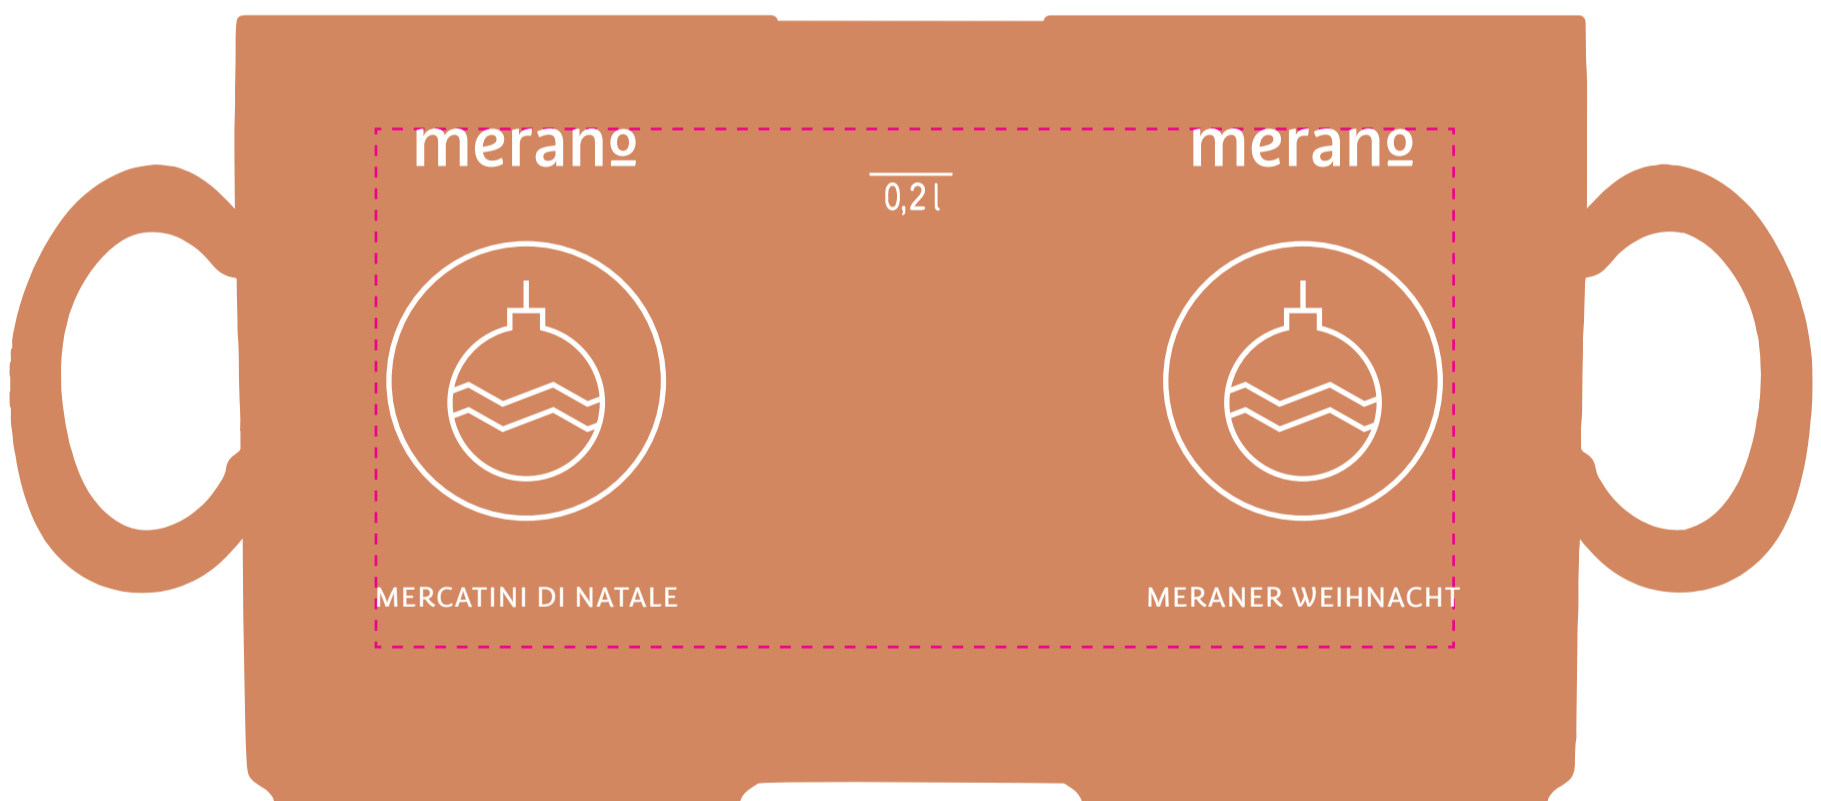 merano
merano
0,2 l
MERCATINI DI NATALE
MERANER WEIHNACHT